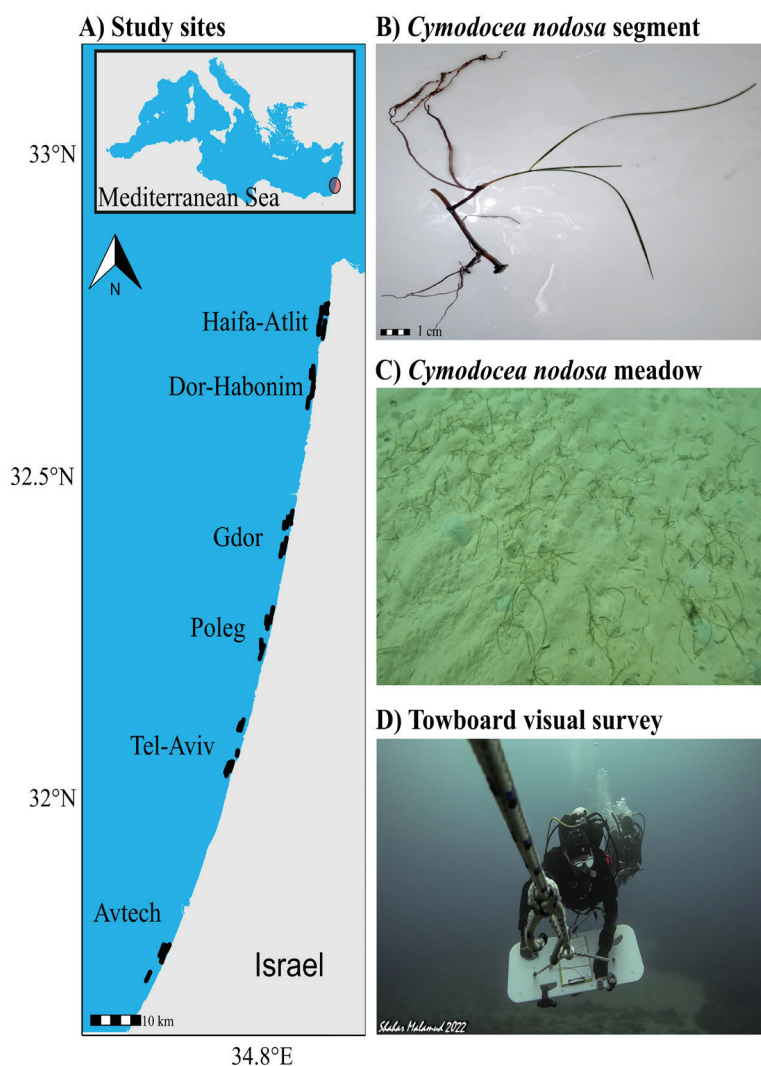 A) Study sites
33°N
Mediterranean Sea
N
Haifa-Atlit
Dor-Habonim
32.5°N
Gdor
Poleg
Tel-Aviv
32°N
Avtech
Israel
10 km
34.8°E
B) Cymodocea nodosa segment
1 cm
C) Cymodocea nodosa meadow
D) Towboard visual survey
Shahar Malamud 2022